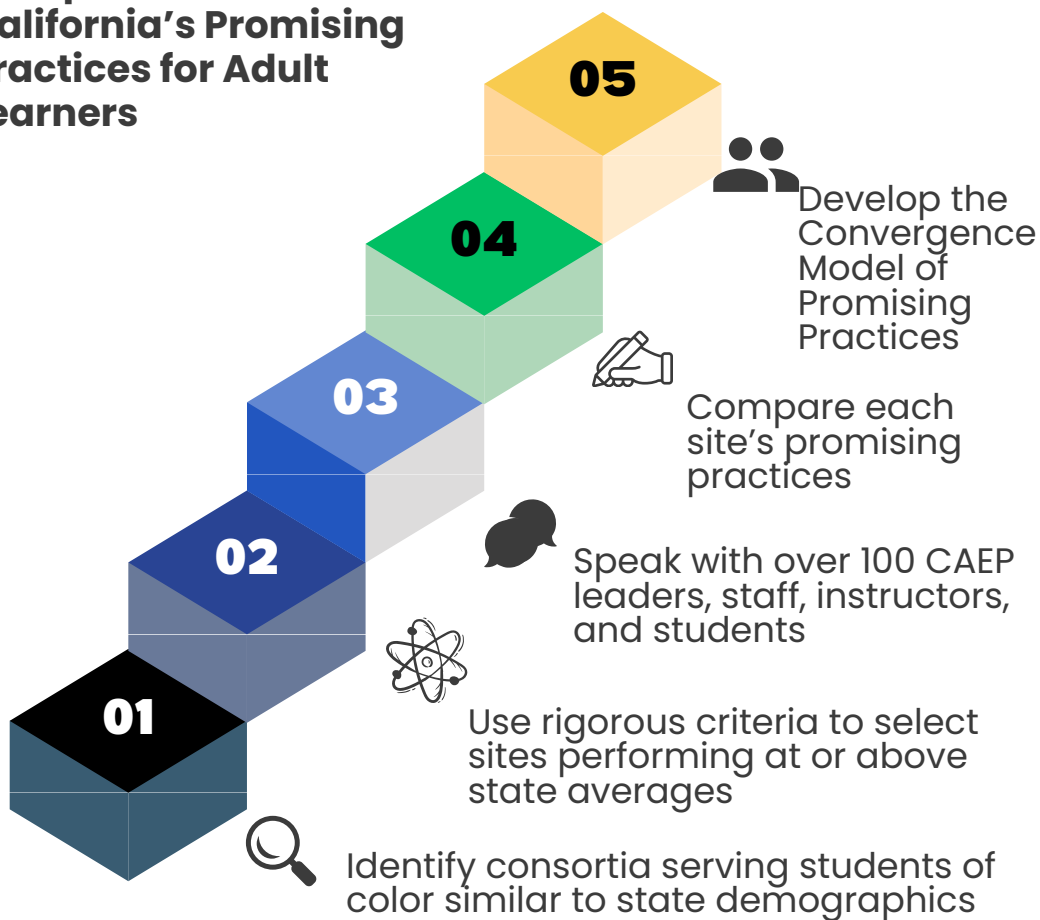 alifornia’s Promising
ractices for Adult
earners
05
Develop the
Convergence
Model of
Promising
Practices
04
Compare each
site’s promising
practices
03
Speak with over 100 CAEP
leaders, staff, instructors,
and students
02
Use rigorous criteria to select
sites performing at or above
state averages
01
Identify consortia serving students of
color similar to state demographics